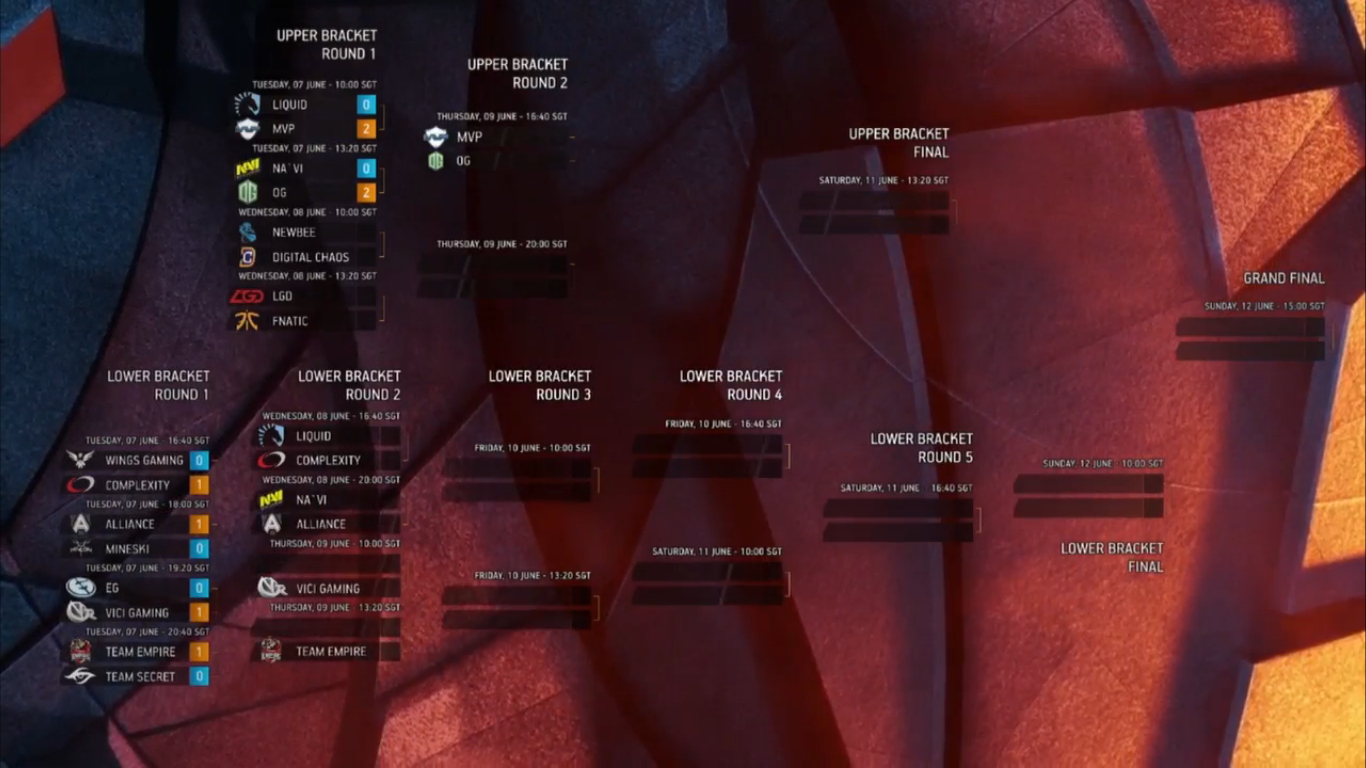 UPPER BRACKET
ROUND 1
TUESDAY, 07 JUNE - 10:00 SGT
LIQUID 0
MVP 2
TUESDAY, 07 JUNE - 13:20 SGT
NA`VI 0
OG 2
WEDNESDAY, 08 JUNE - 10:00 SGT
NEWBEE
DIGITAL CHAOS
WEDNESDAY, 08 JUNE - 13:20 SGT
LGD
FNATIC
UPPER BRACKET
ROUND 2
THURSDAY, 09 JUNE - 16:40 SGT
MVP
OG
THURSDAY, 09 JUNE - 20:00 SGT
UPPER BRACKET
FINAL
SATURDAY, 11 JUNE - 13:20 SGT
GRAND FINAL
SUNDAY, 12 JUNE - 15:00 SGT
LOWER BRACKET
ROUND 1
TUESDAY, 07 JUNE - 16:40 SGT
WINGS GAMING 0
COMPLEXITY 1
TUESDAY, 07 JUNE - 18:00 SGT
ALLIANCE 1
MINESKI 0
TUESDAY, 07 JUNE - 19:20 SGT
EG 0
VICI GAMING 1
TUESDAY, 07 JUNE - 20:40 SGT
TEAM EMPIRE 1
TEAM SECRET 0
LOWER BRACKET
ROUND 2
WEDNESDAY, 08 JUNE - 16:40 SGT
LIQUID
COMPLEXITY
WEDNESDAY, 08 JUNE - 20:00 SGT
NA`VI
ALLIANCE
THURSDAY, 09 JUNE - 10:00 SGT
VICI GAMING
THURSDAY, 09 JUNE - 13:20 SGT
TEAM EMPIRE
LOWER BRACKET
ROUND 3
FRIDAY, 10 JUNE - 10:00 SGT
FRIDAY, 10 JUNE - 13:20 SGT
LOWER BRACKET
ROUND 4
FRIDAY, 10 JUNE - 16:40 SGT
SATURDAY, 11 JUNE - 10:00 SGT
LOWER BRACKET
ROUND 5
SATURDAY, 11 JUNE - 16:40 SGT
SUNDAY, 12 JUNE - 10:00 SGT
LOWER BRACKET
FINAL